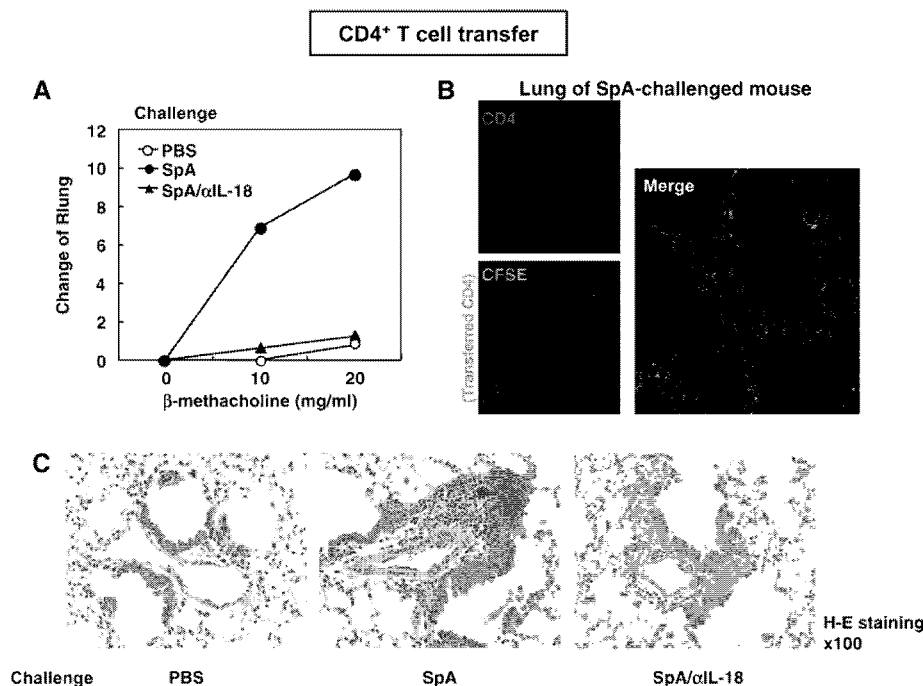 CD4⁺ T cell transfer
A
Challenge
PBS
SpA
SpA/αIL-18
Change of Rlung
12
10
8
6
4
2
0
0
10
20
β-methacholine (mg/ml)
B
Lung of SpA-challenged mouse
CD4
CFSE
(Transferred CD4)
Merge
C
H-E staining
x100
Challenge
PBS
SpA
SpA/αIL-18